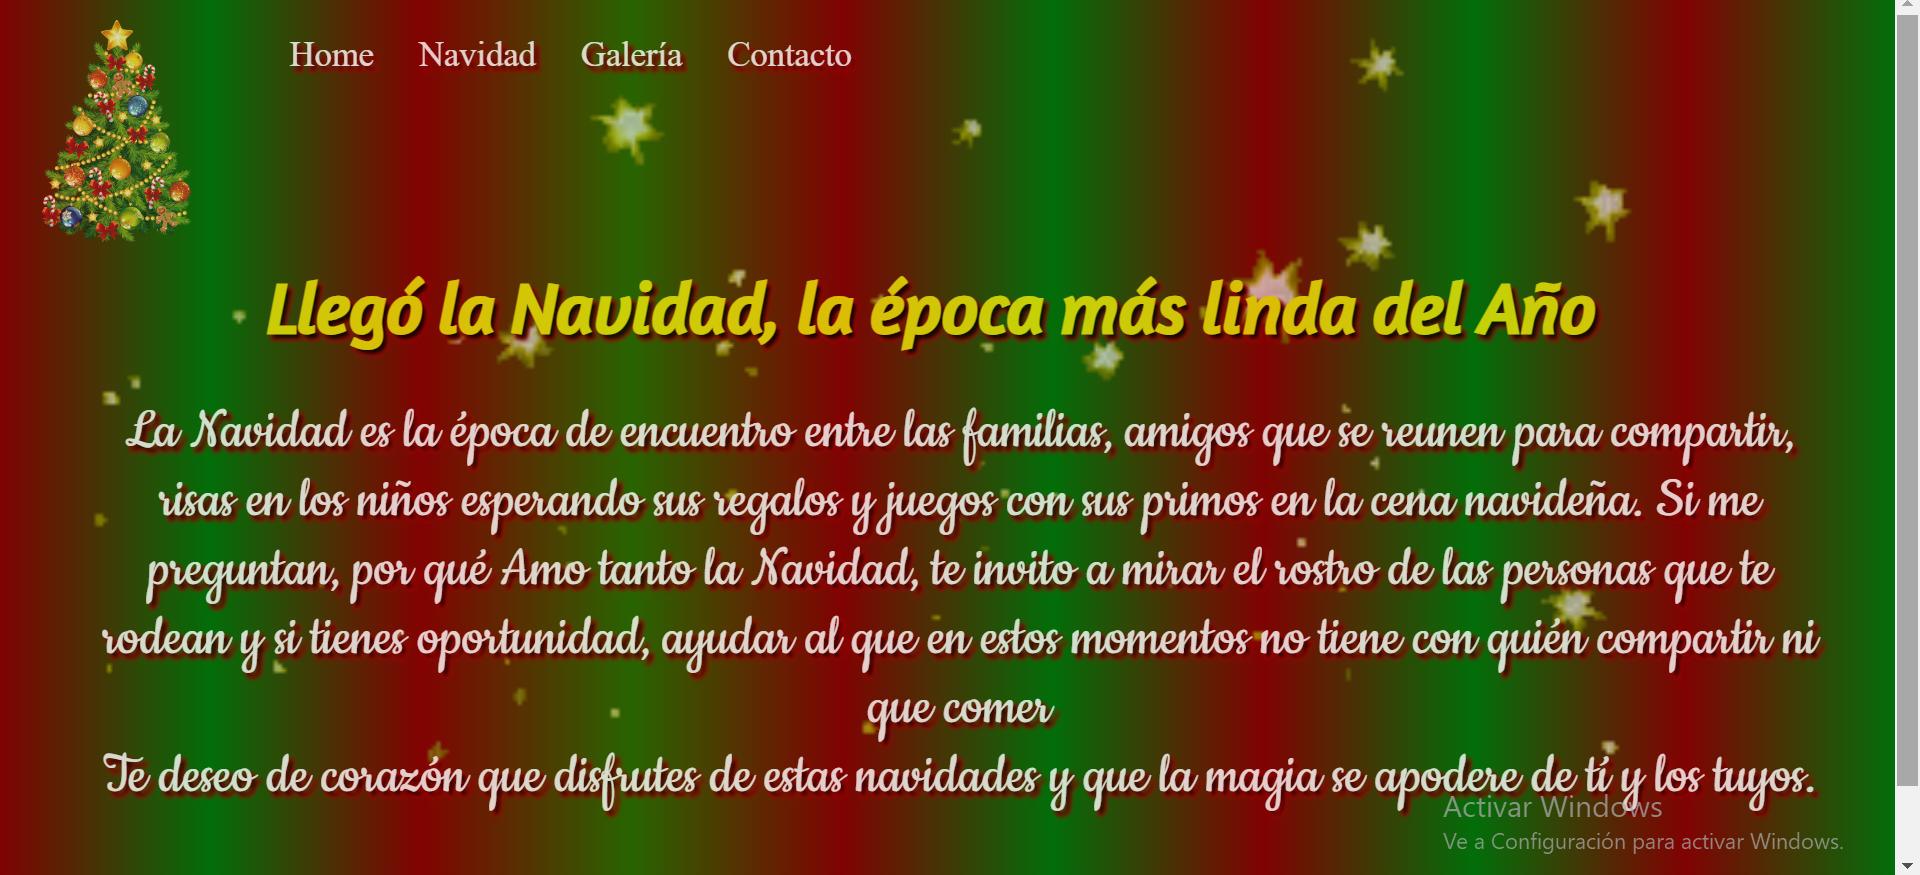 Home Navidad Galería Contacto
Llegó la Navidad, la época más linda del Año
La Navidad es la época de encuentro entre las familias, amigos que se reunen para compartir,
risas en los niños esperando sus regalos y juegos con sus primos en la cena navideña. Si me
preguntan, por qué Amo tanto la Navidad, te invito a mirar el rostro de las personas que te
rodean y si tienes oportunidad, ayudar al que en estos momentos no tiene con quién compartir ni
que comer
Te deseo de corazón que disfrutes de estas navidades y que la magia se apodere de tí y los tuyos.
Activar Windows
Ve a Configuración para activar Windows.